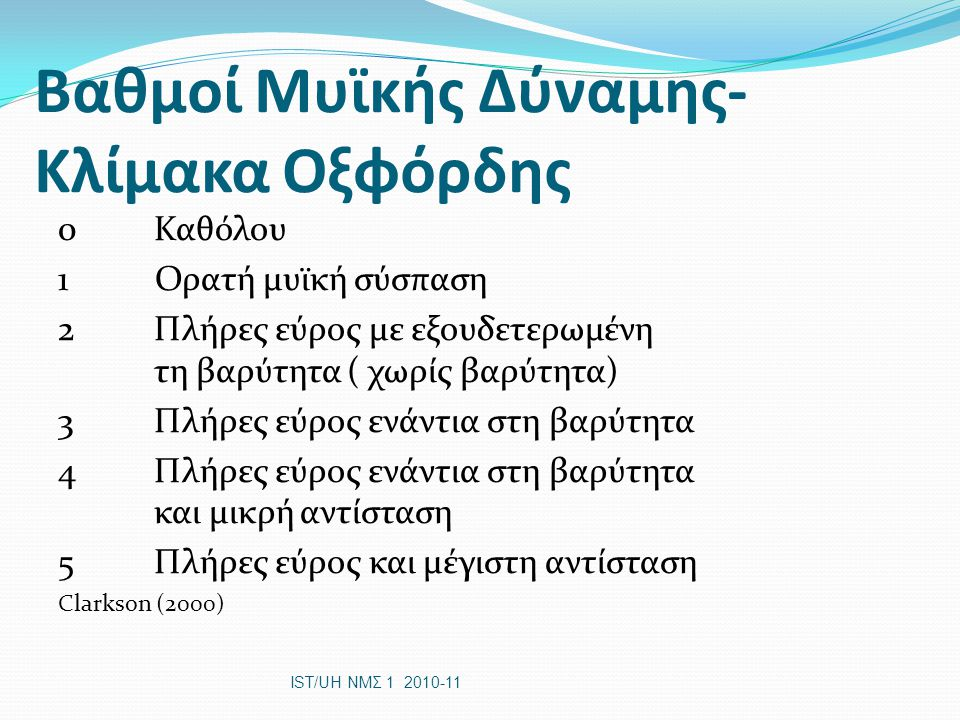 Βαθμοί Μυϊκής Δύναμης-
Κλίμακα Οξφόρδης
0 Καθόλου
1 Ορατή μυϊκή σύσπαση
2 Πλήρες εύρος με εξουδετερωμένη
τη βαρύτητα ( χωρίς βαρύτητα)
3 Πλήρες εύρος ενάντια στη βαρύτητα
4 Πλήρες εύρος ενάντια στη βαρύτητα
και μικρή αντίσταση
5 Πλήρες εύρος και μέγιστη αντίσταση
Clarkson (2000)
IST/UH ΝΜΣ 1 2010-11